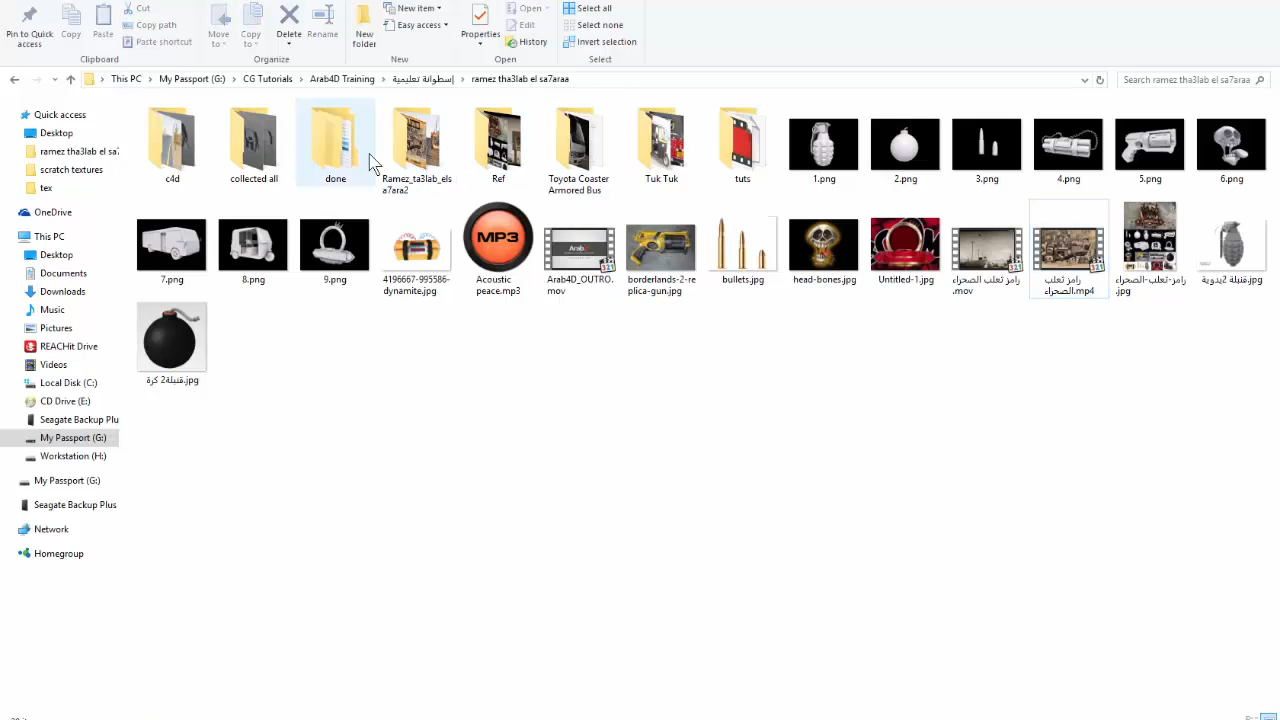 Pin to Quick access
Copy
Paste
Cut
Copy path
Paste shortcut
Clipboard
Move to
Copy to
Delete
Rename
Organize
New folder
New item
Easy access
New
Properties
Open
Edit
History
Open
Select all
Select none
Invert selection
Select
This PC
My Passport (G:)
CG Tutorials
Arab4D Training
إسطوانة تعليمية
ramez tha3lab el sa7araa
Search ramez tha3lab el sa7araa
Quick access
Desktop
ramez tha3lab el sa7
scratch textures
tex
OneDrive
This PC
Desktop
Documents
Downloads
Music
Pictures
REACHit Drive
Videos
Local Disk (C:)
CD Drive (E:)
Seagate Backup Plu
My Passport (G:)
Workstation (H:)
My Passport (G:)
Seagate Backup Plus
Network
Homegroup
c4d
collected all
done
Ramez_ta3lab_els
a7ara2
Ref
Toyota Coaster
Armored Bus
Tuk Tuk
tuts
1.png
2.png
3.png
4.png
5.png
6.png
7.png
8.png
9.png
4196667-995586-
dynamite.jpg
MP3
Acoustic
peace.mp3
Arab4D_OUTRO.
mov
borderlands-2-re
plica-gun.jpg
bullets.jpg
head-bones.jpg
Untitled-1.jpg
رامز ثعلب الصحراء
.mov
رامز ثعلب
الصحراء.mp4
رامز-ثعلب-الصحراء
.jpg
قنبلة 2يدوية.jpg
قنبلة2 كرة.jpg